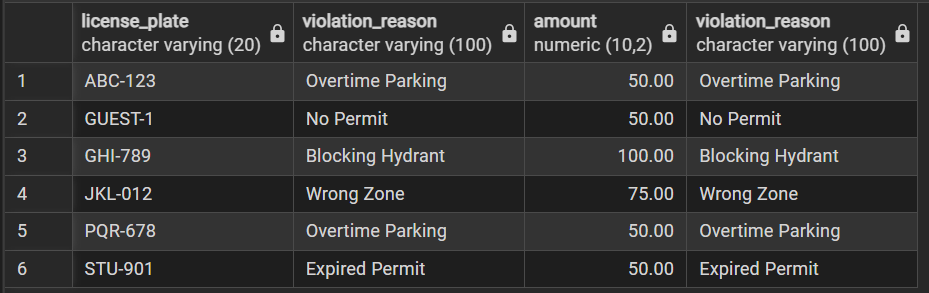 license_plate violation_reason amount violation_reason
character varying (20) character varying (100) numeric (10,2) character varying (100)
1 ABC-123 Overtime Parking 50.00 Overtime Parking
2 GUEST-1 No Permit 50.00 No Permit
3 GHI-789 Blocking Hydrant 100.00 Blocking Hydrant
4 JKL-012 Wrong Zone 75.00 Wrong Zone
5 PQR-678 Overtime Parking 50.00 Overtime Parking
6 STU-901 Expired Permit 50.00 Expired Permit